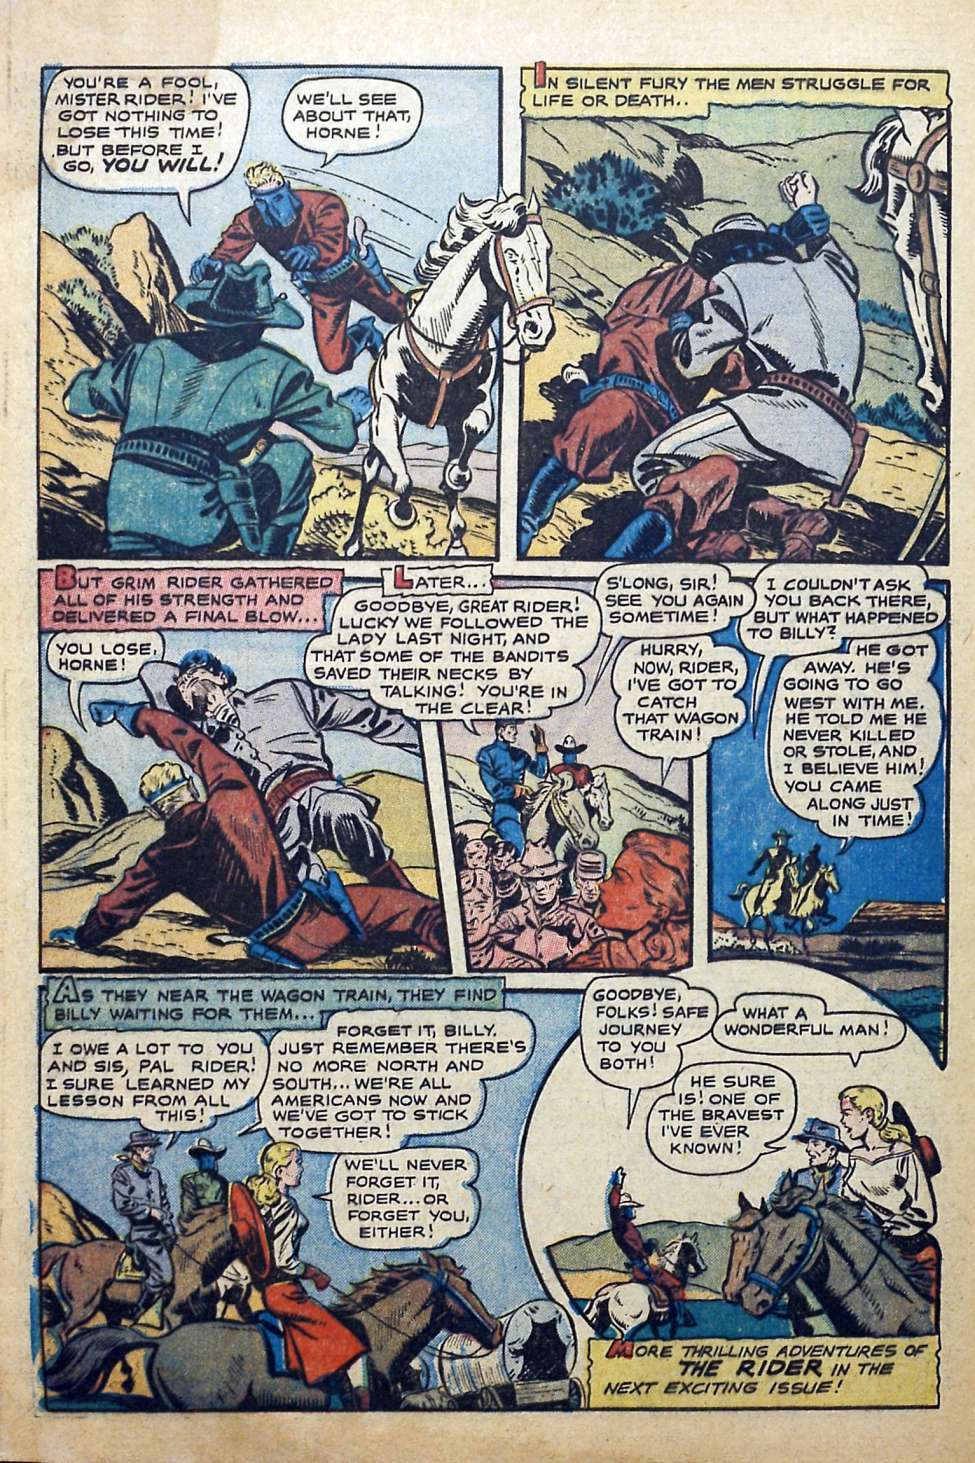 YOU'RE A FOOL,
MISTER RIDER! I'VE
GOT NOTHING TO
LOSE THIS TIME!
BUT BEFORE I
GO, YOU WILL!
WE'LL SEE
ABOUT THAT,
HORNE!
IN SILENT FURY THE MEN STRUGGLE FOR
LIFE OR DEATH..
BUT GRIM RIDER GATHERED
ALL OF HIS STRENGTH AND
DELIVERED A FINAL BLOW...
YOU LOSE,
HORNE!
LATER...
GOODBYE, GREAT RIDER!
LUCKY WE FOLLOWED THE
LADY LAST NIGHT, AND
THAT SOME OF THE BANDITS
SAVED THEIR NECKS BY
TALKING! YOU'RE IN
THE CLEAR!
S'LONG, SIR!
SEE YOU AGAIN
SOMETIME!
HURRY,
NOW, RIDER,
I'VE GOT TO
CATCH
THAT WAGON
TRAIN!
I COULDN'T ASK
YOU BACK THERE,
BUT WHAT HAPPENED
TO BILLY?
HE GOT
AWAY. HE'S
GOING TO GO
WEST WITH ME.
HE TOLD ME HE
NEVER KILLED
OR STOLE, AND
I BELIEVE HIM!
YOU CAME
ALONG JUST
IN TIME!
AS THEY NEAR THE WAGON TRAIN, THEY FIND
BILLY WAITING FOR THEM...
I OWE A LOT TO YOU
AND SIS, PAL RIDER!
I SURE LEARNED MY
LESSON FROM ALL
THIS!
FORGET IT, BILLY.
JUST REMEMBER THERE'S
NO MORE NORTH AND
SOUTH... WE'RE ALL
AMERICANS NOW AND
WE'VE GOT TO STICK
TOGETHER!
WE'LL NEVER
FORGET IT,
RIDER... OR
FORGET YOU,
EITHER!
GOODBYE,
FOLKS! SAFE
JOURNEY
TO YOU
BOTH!
WHAT A
WONDERFUL MAN!
HE SURE
IS! ONE OF
THE BRAVEST
I'VE EVER
KNOWN!
MORE THRILLING ADVENTURES OF
THE RIDER IN THE
NEXT EXCITING ISSUE!